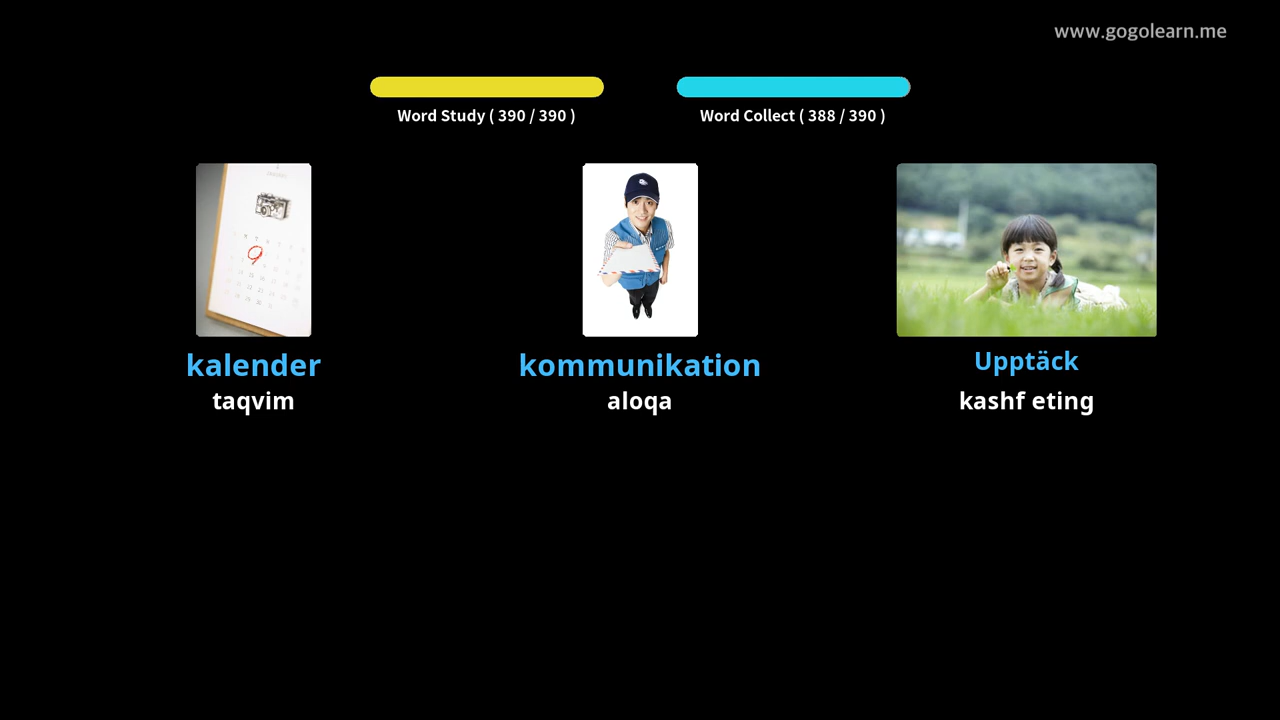 www.gogolearn.me
Word Study ( 390 / 390 )
Word Collect ( 388 / 390 )
kalender
taqvim
kommunikation
aloqa
Upptäck
kashf eting